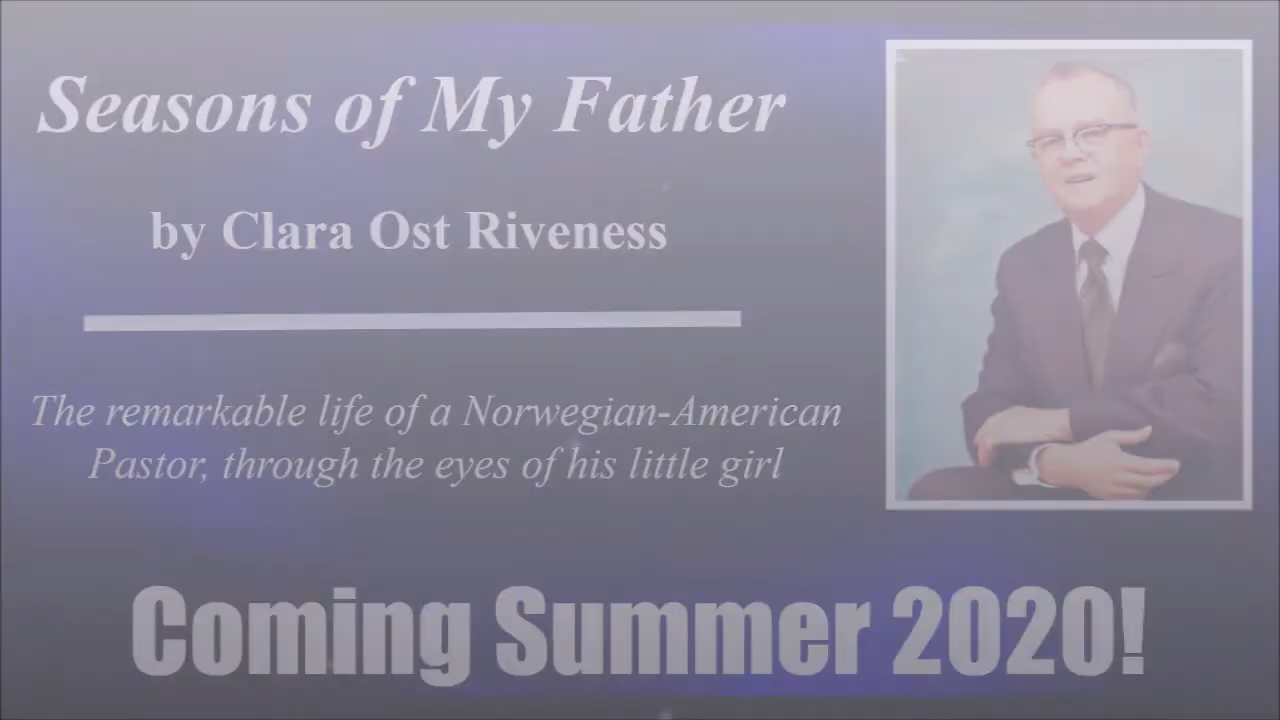 Seasons of My Father
by Clara Ost Riveness
The remarkable life of a Norwegian-American
Pastor, through the eyes of his little girl
Coming Summer 2020!